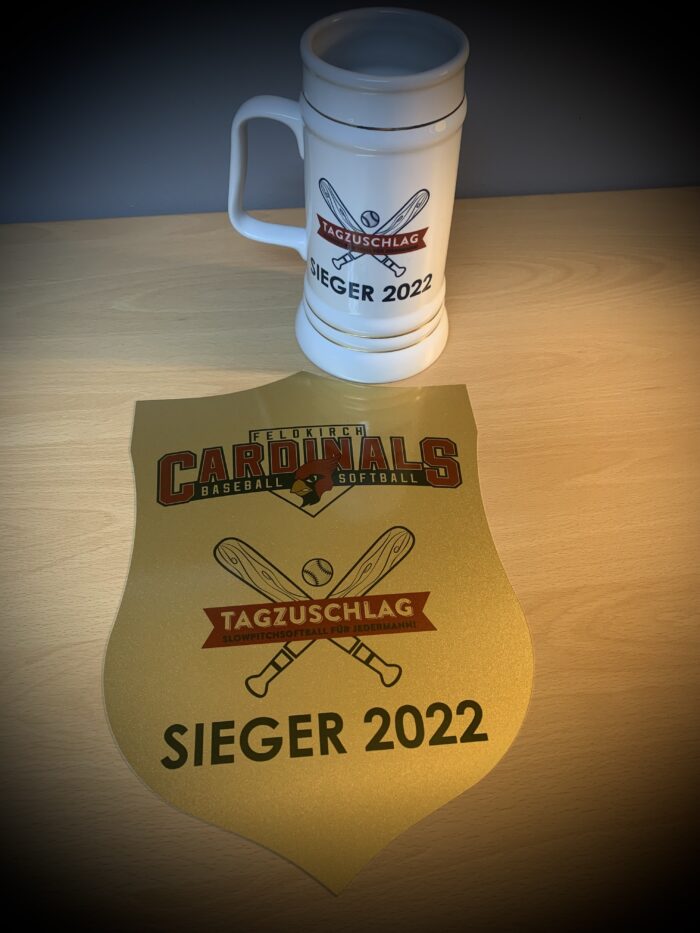 TAGZUSCHLAG
SIEGER 2022
FELDKIRCH
CARDINALS
BASEBALL SOFTBALL
TAGZUSCHLAG
SLOWPITCHSOFTBALL FÜR JEDERMANN!
SIEGER 2022